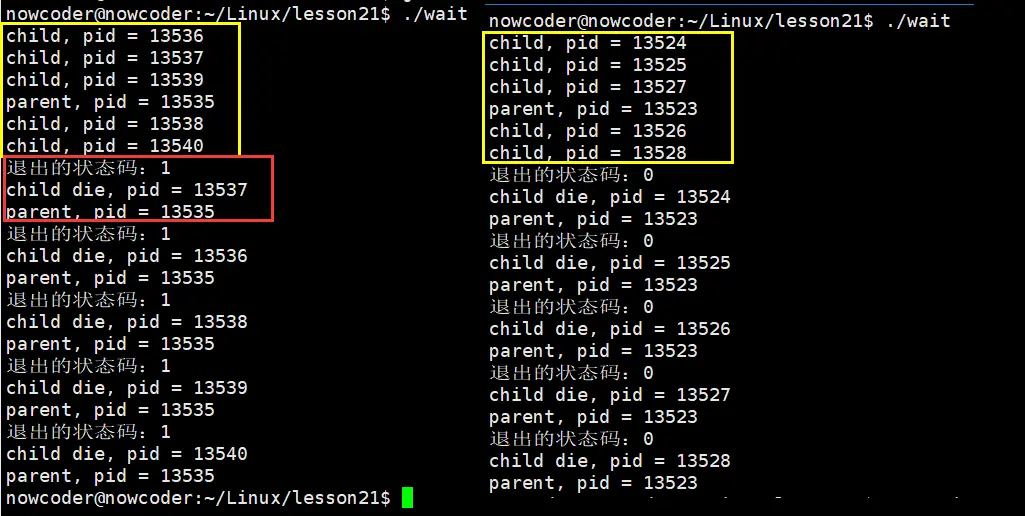 nowcoder@nowcoder:~/Linux/lesson21$ ./wait
child, pid = 13536
child, pid = 13537
child, pid = 13539
parent, pid = 13535
child, pid = 13538
child, pid = 13540
退出的状态码：1
child die, pid = 13537
parent, pid = 13535
退出的状态码：1
child die, pid = 13536
parent, pid = 13535
退出的状态码：1
child die, pid = 13538
parent, pid = 13535
退出的状态码：1
child die, pid = 13539
parent, pid = 13535
退出的状态码：1
child die, pid = 13540
parent, pid = 13535
nowcoder@nowcoder:~/Linux/lesson21$
nowcoder@nowcoder:~/Linux/lesson21$ ./wait
child, pid = 13524
child, pid = 13525
child, pid = 13527
parent, pid = 13523
child, pid = 13526
child, pid = 13528
退出的状态码：0
child die, pid = 13524
parent, pid = 13523
退出的状态码：0
child die, pid = 13525
parent, pid = 13523
退出的状态码：0
child die, pid = 13526
parent, pid = 13523
退出的状态码：0
child die, pid = 13527
parent, pid = 13523
退出的状态码：0
child die, pid = 13528
parent, pid = 13523